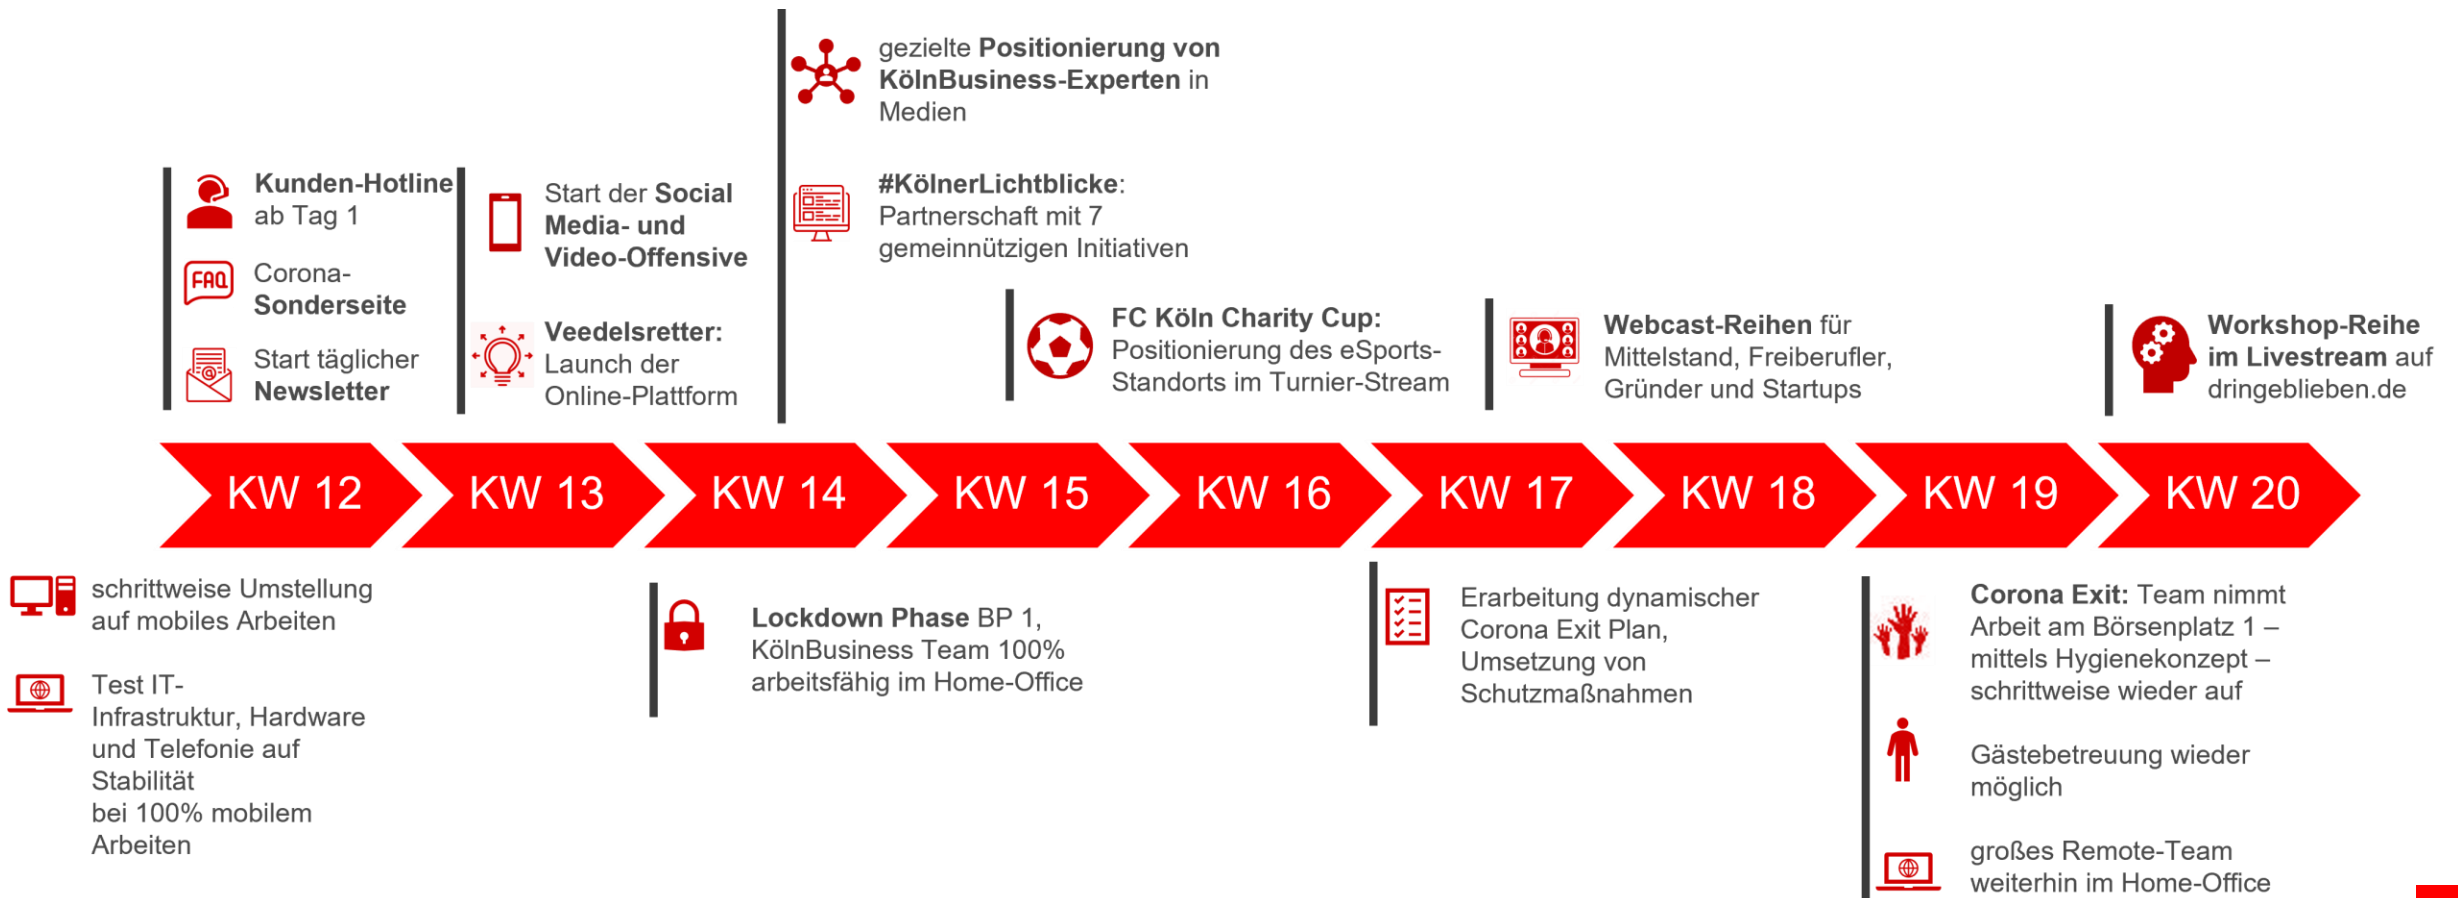 gezielte Positionierung von
KölnBusiness-Experten in
Medien
Kunden-Hotline
ab Tag 1
FAQ
Corona-
Sonderseite
Start täglicher
Newsletter
Start der Social
Media- und
Video-Offensive
Veedelsretter:
Launch der
Online-Plattform
#KölnerLichtblicke:
Partnerschaft mit 7
gemeinnützigen Initiativen
FC Köln Charity Cup:
Positionierung des eSports-
Standorts im Turnier-Stream
Webcast-Reihen für
Mittelstand, Freiberufler,
Gründer und Startups
Workshop-Reihe
im Livestream auf
dringeblieben.de
KW 12
KW 13
KW 14
KW 15
KW 16
KW 17
KW 18
KW 19
KW 20
schrittweise Umstellung
auf mobiles Arbeiten
Test IT-
Infrastruktur, Hardware
und Telefonie auf
Stabilität
bei 100% mobilem
Arbeiten
Lockdown Phase BP 1,
KölnBusiness Team 100%
arbeitsfähig im Home-Office
Erarbeitung dynamischer
Corona Exit Plan,
Umsetzung von
Schutzmaßnahmen
Corona Exit: Team nimmt
Arbeit am Börsenplatz 1 –
mittels Hygienekonzept –
schrittweise wieder auf
Gästebetreuung wieder
möglich
großes Remote-Team
weiterhin im Home-Office